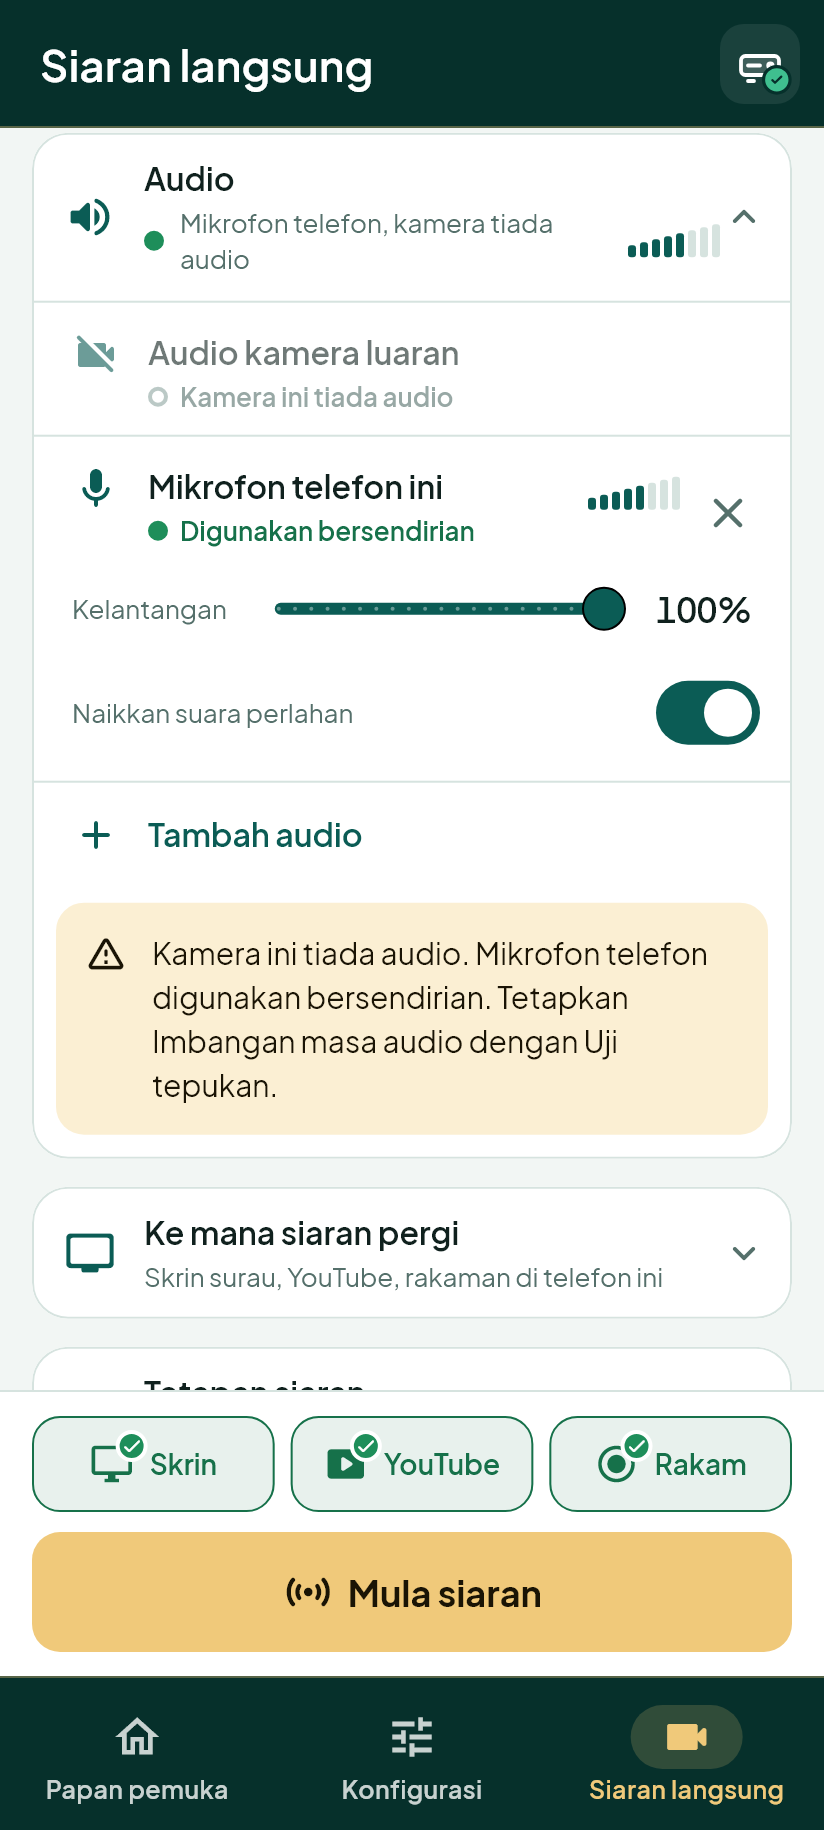 Siaran langsung
Audio
Mikrofon telefon, kamera tiada
audio
Audio kamera luaran
Kamera ini tiada audio
Mikrofon telefon ini
Digunakan bersendirian
Kelantangan
100%
Naikkan suara perlahan
Tambah audio
Kamera ini tiada audio. Mikrofon telefon
digunakan bersendirian. Tetapkan
Imbangan masa audio dengan Uji
tepukan.
Ke mana siaran pergi
Skrin surau, YouTube, rakaman di telefon ini
Tetapan siaran
Skrin
YouTube
Rakam
Mula siaran
Papan pemuka
Konfigurasi
Siaran langsung